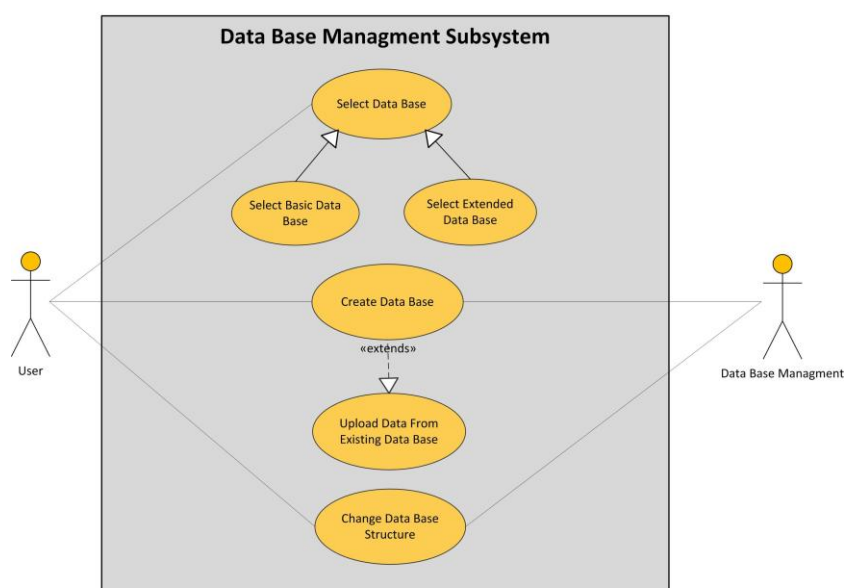 Data Base Managment Subsystem
Select Data Base
Select Basic Data
Base
Select Extended
Data Base
Create Data Base
«extends»
User
Data Base Managment
Upload Data From
Existing Data Base
Change Data Base
Structure